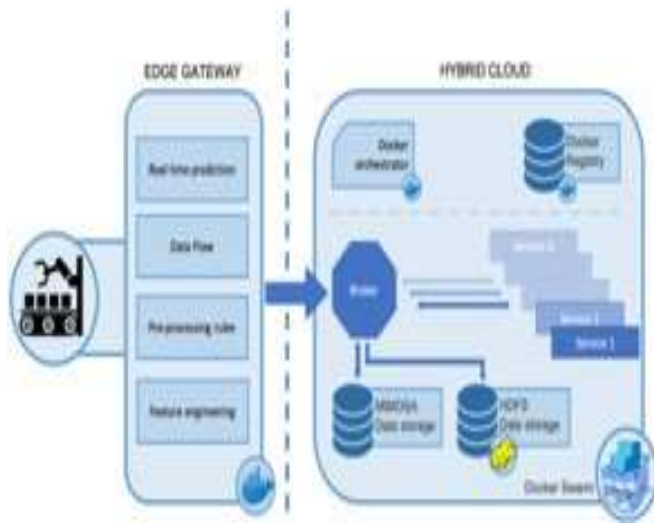 EDGE GATEWAY
HYBRID CLOUD
Real time prediction
Data Flow
Pre-processing rules
Feature engineering
Docker
orchestrator
Docker
Registry
Broker
Service 1
MIMOSA
Data storage
HDFS
Data storage
Docker Swarm